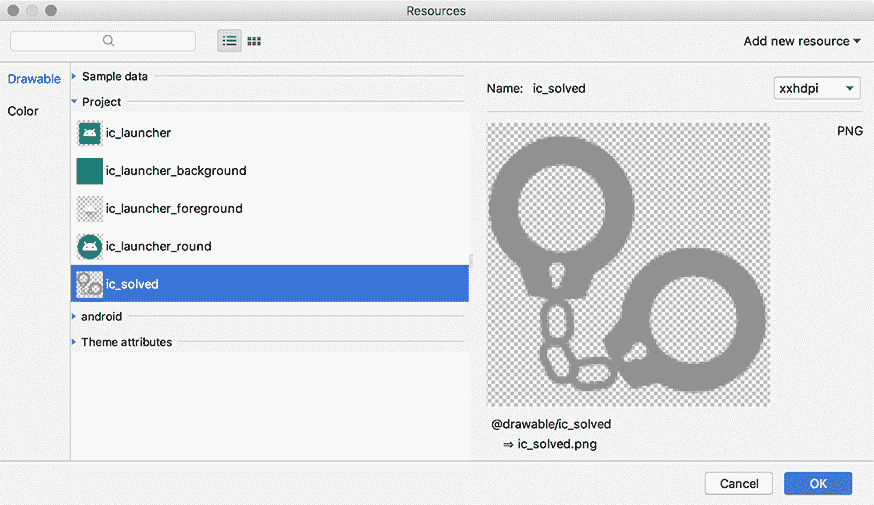 Resources
Add new resource
Drawable
Color
Sample data
Project
ic_launcher
ic_launcher_background
ic_launcher_foreground
ic_launcher_round
ic_solved
android
Theme attributes
Name: ic_solved
xxhdpi
PNG
@drawable/ic_solved
⇒ ic_solved.png
Cancel
OK